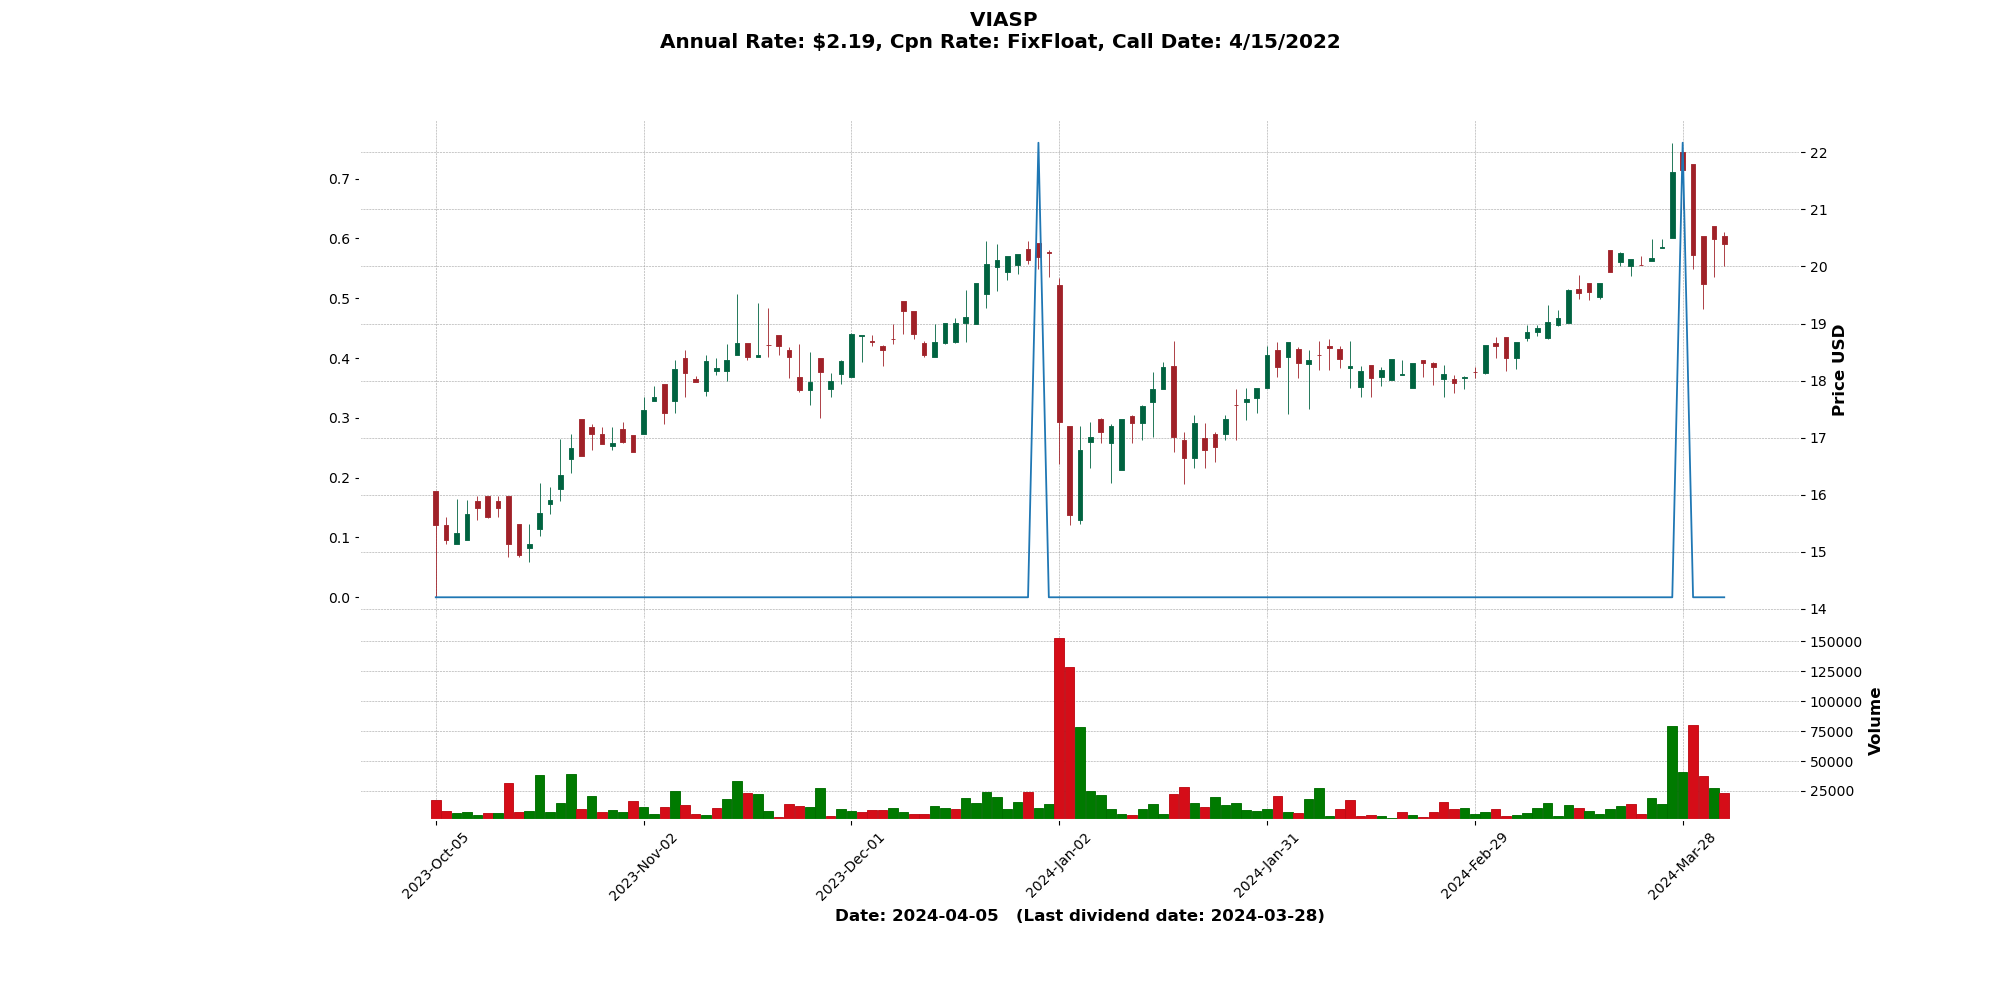 VIASP
Annual Rate: $2.19, Cpn Rate: FixFloat, Call Date: 4/15/2022
0.7
0.6
0.5
0.4
0.3
0.2
0.1
0.0
22
21
20
19
18
17
16
15
14
Price USD
150000
125000
100000
75000
50000
25000
Volume
2023-Oct-05
2023-Nov-02
2023-Dec-01
2024-Jan-02
2024-Jan-31
2024-Feb-29
2024-Mar-28
Date: 2024-04-05 (Last dividend date: 2024-03-28)